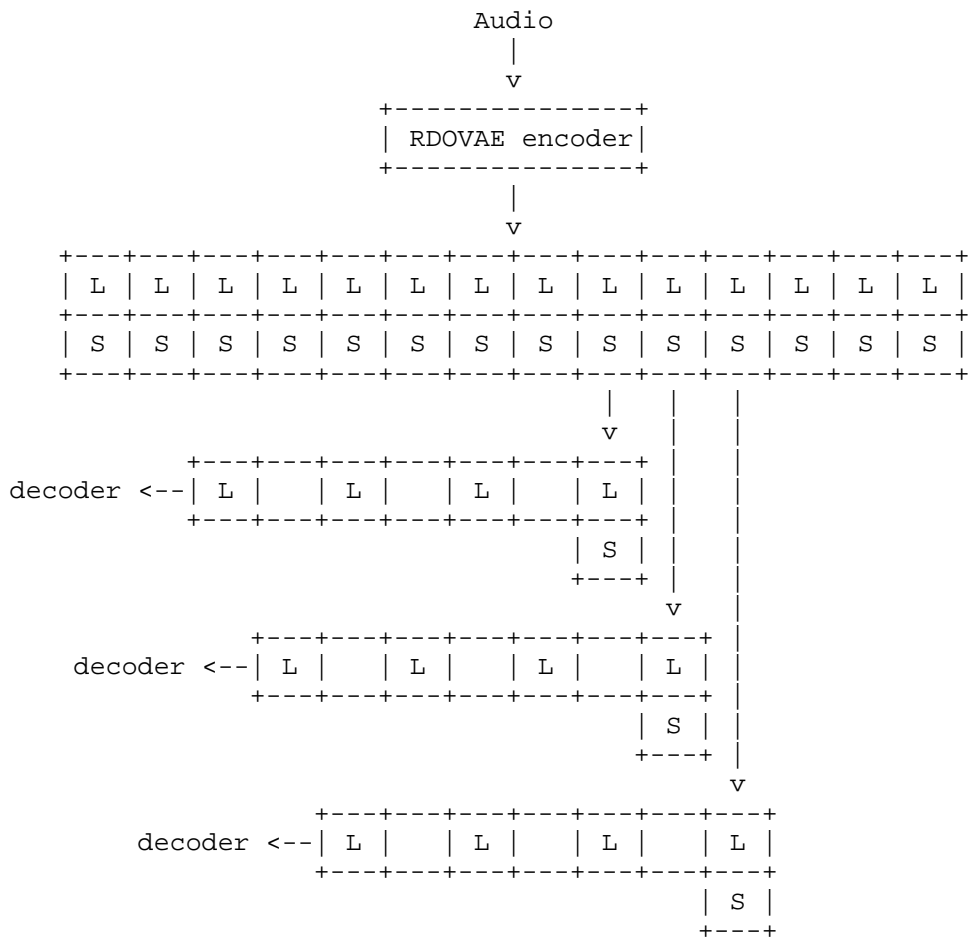 Audio
RDOVAE encoder
L L L L L L L L L L L L L L
S S S S S S S S S S S S S S
decoder <-- L L L L
S
decoder <-- L L L L
S
decoder <-- L L L L
S